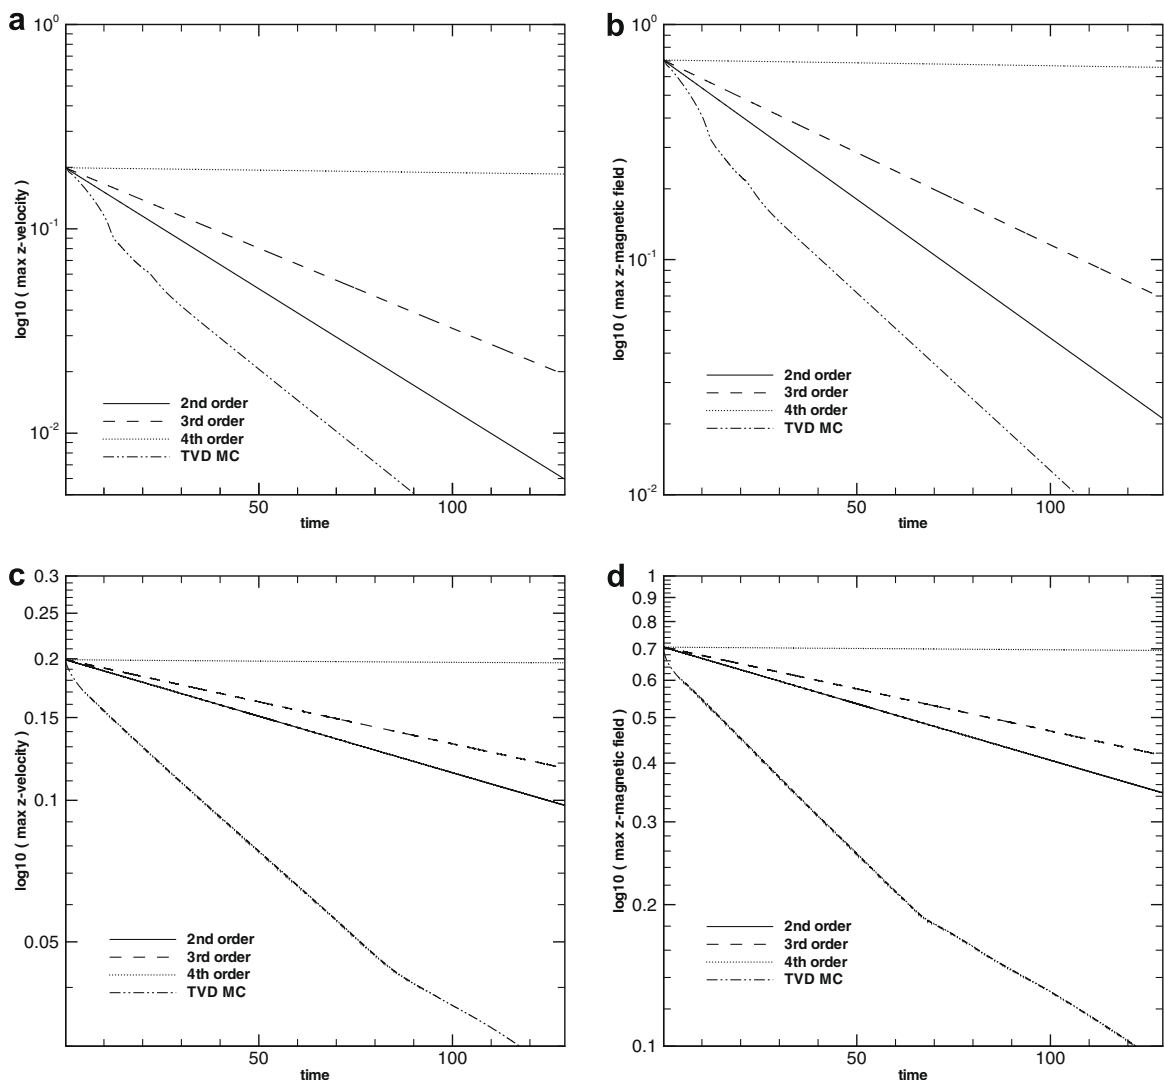 a
10^0
10^-1
10^-2
log10 ( max z-velocity )
2nd order
3rd order
4th order
TVD MC
50
100
time
b
10^0
10^-1
10^-2
log10 ( max z-magnetic field )
2nd order
3rd order
4th order
TVD MC
50
100
time
c
0.3
0.25
0.2
0.15
0.1
0.05
log10 ( max z-velocity )
2nd order
3rd order
4th order
TVD MC
50
100
time
d
1
0.9
0.8
0.7
0.6
0.5
0.4
0.3
0.2
0.1
log10 ( max z-magnetic field )
2nd order
3rd order
4th order
TVD MC
50
100
time